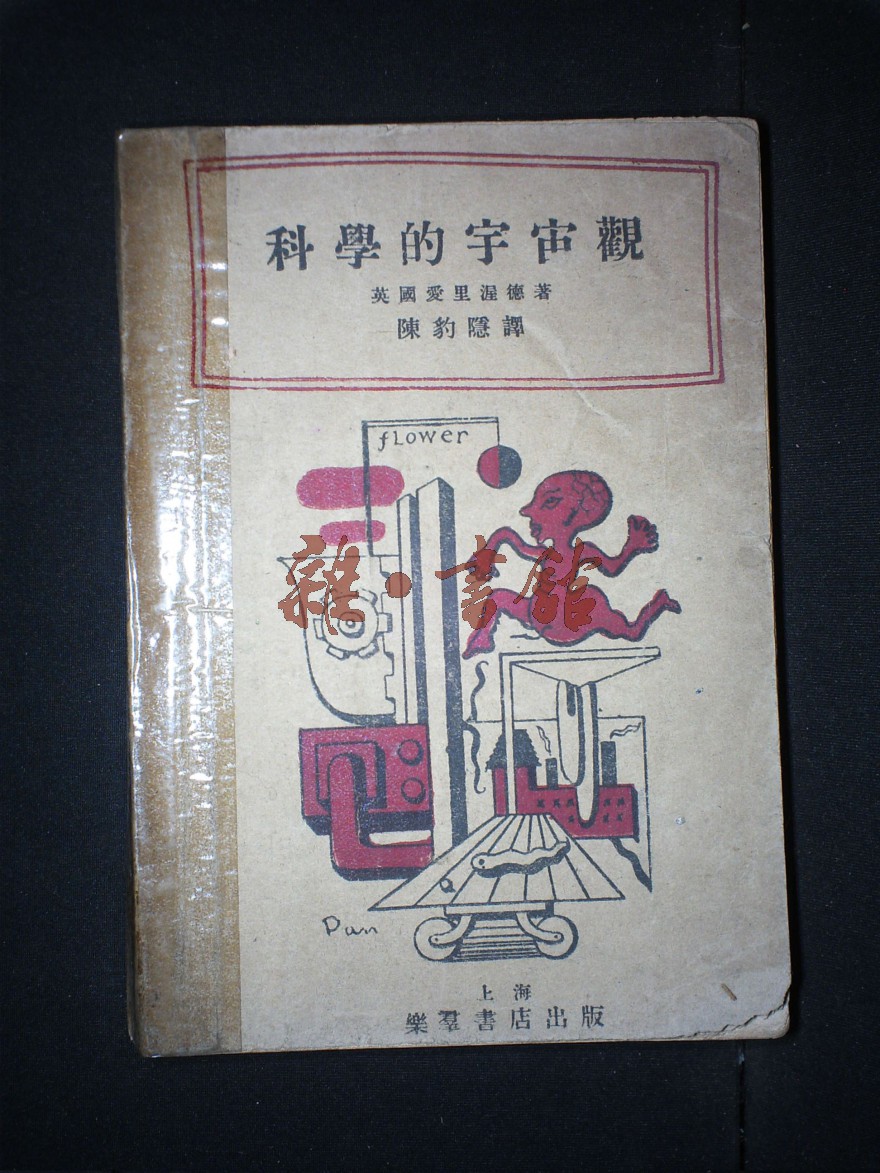 科學的宇宙觀
英國愛里渥德著
陳豹隱譯
flower
雜·書館
Pan
上海
樂羣書店出版